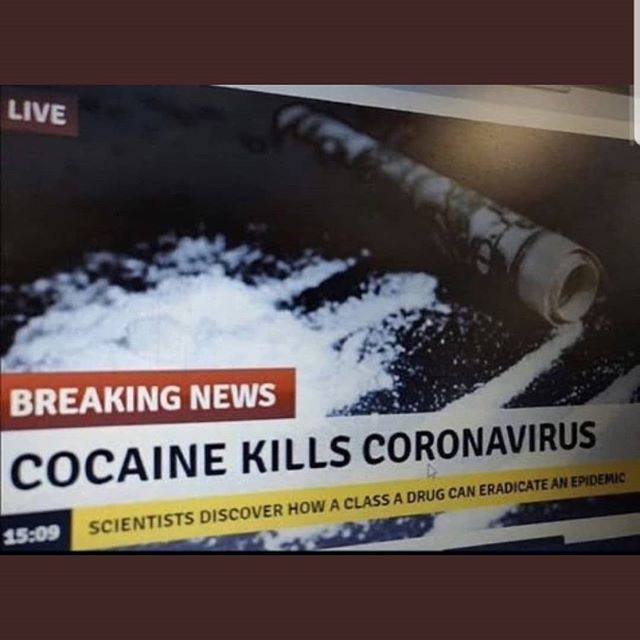 LIVE
BREAKING NEWS
COCAINE KILLS CORONAVIRUS
15:09 SCIENTISTS DISCOVER HOW A CLASS A DRUG CAN ERADICATE AN EPIDEMIC